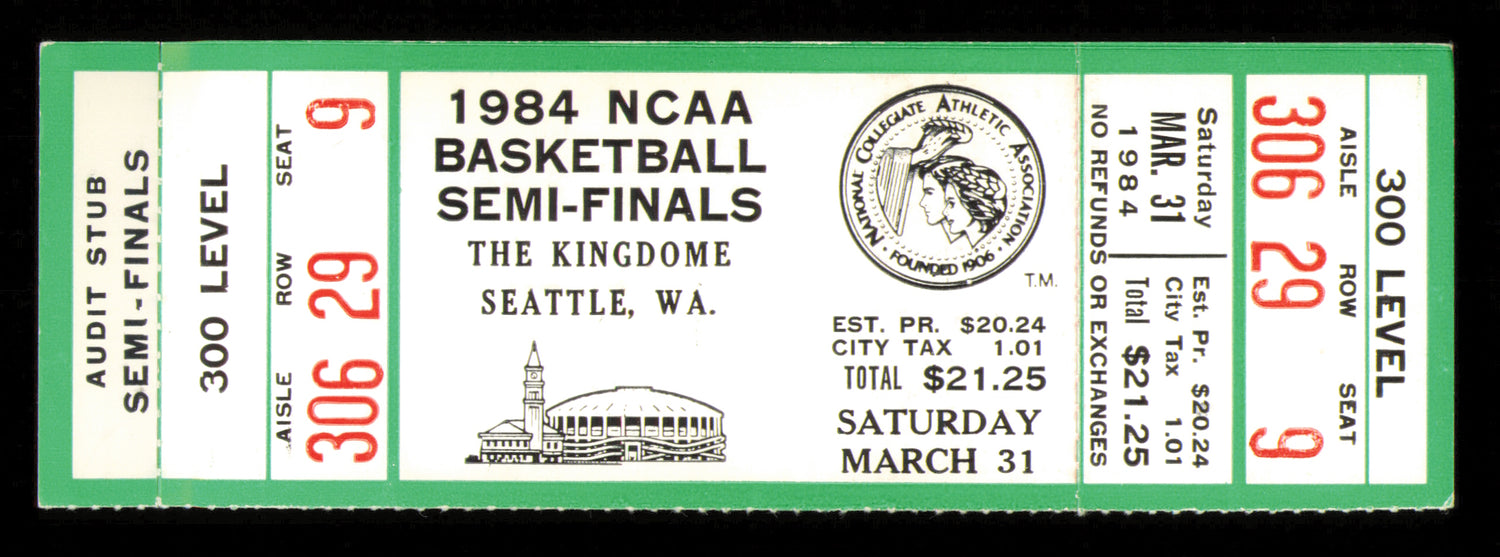 AUDIT STUB
SEMI-FINALS
300 LEVEL
AISLE ROW SEAT
306 29 9
1984 NCAA
BASKETBALL
SEMI-FINALS
THE KINGDOME
SEATTLE, WA.
NATIONAL COLLEGIATE ATHLETIC ASSOCIATION
· FOUNDED 1906 ·
T.M.
EST. PR. $20.24
CITY TAX 1.01
TOTAL $21.25
SATURDAY
MARCH 31
Saturday
MAR. 31
1984
Est. Pr. $20.24
City Tax 1.01
Total $21.25
NO REFUNDS OR EXCHANGES
300 LEVEL
AISLE ROW SEAT
306 29 9